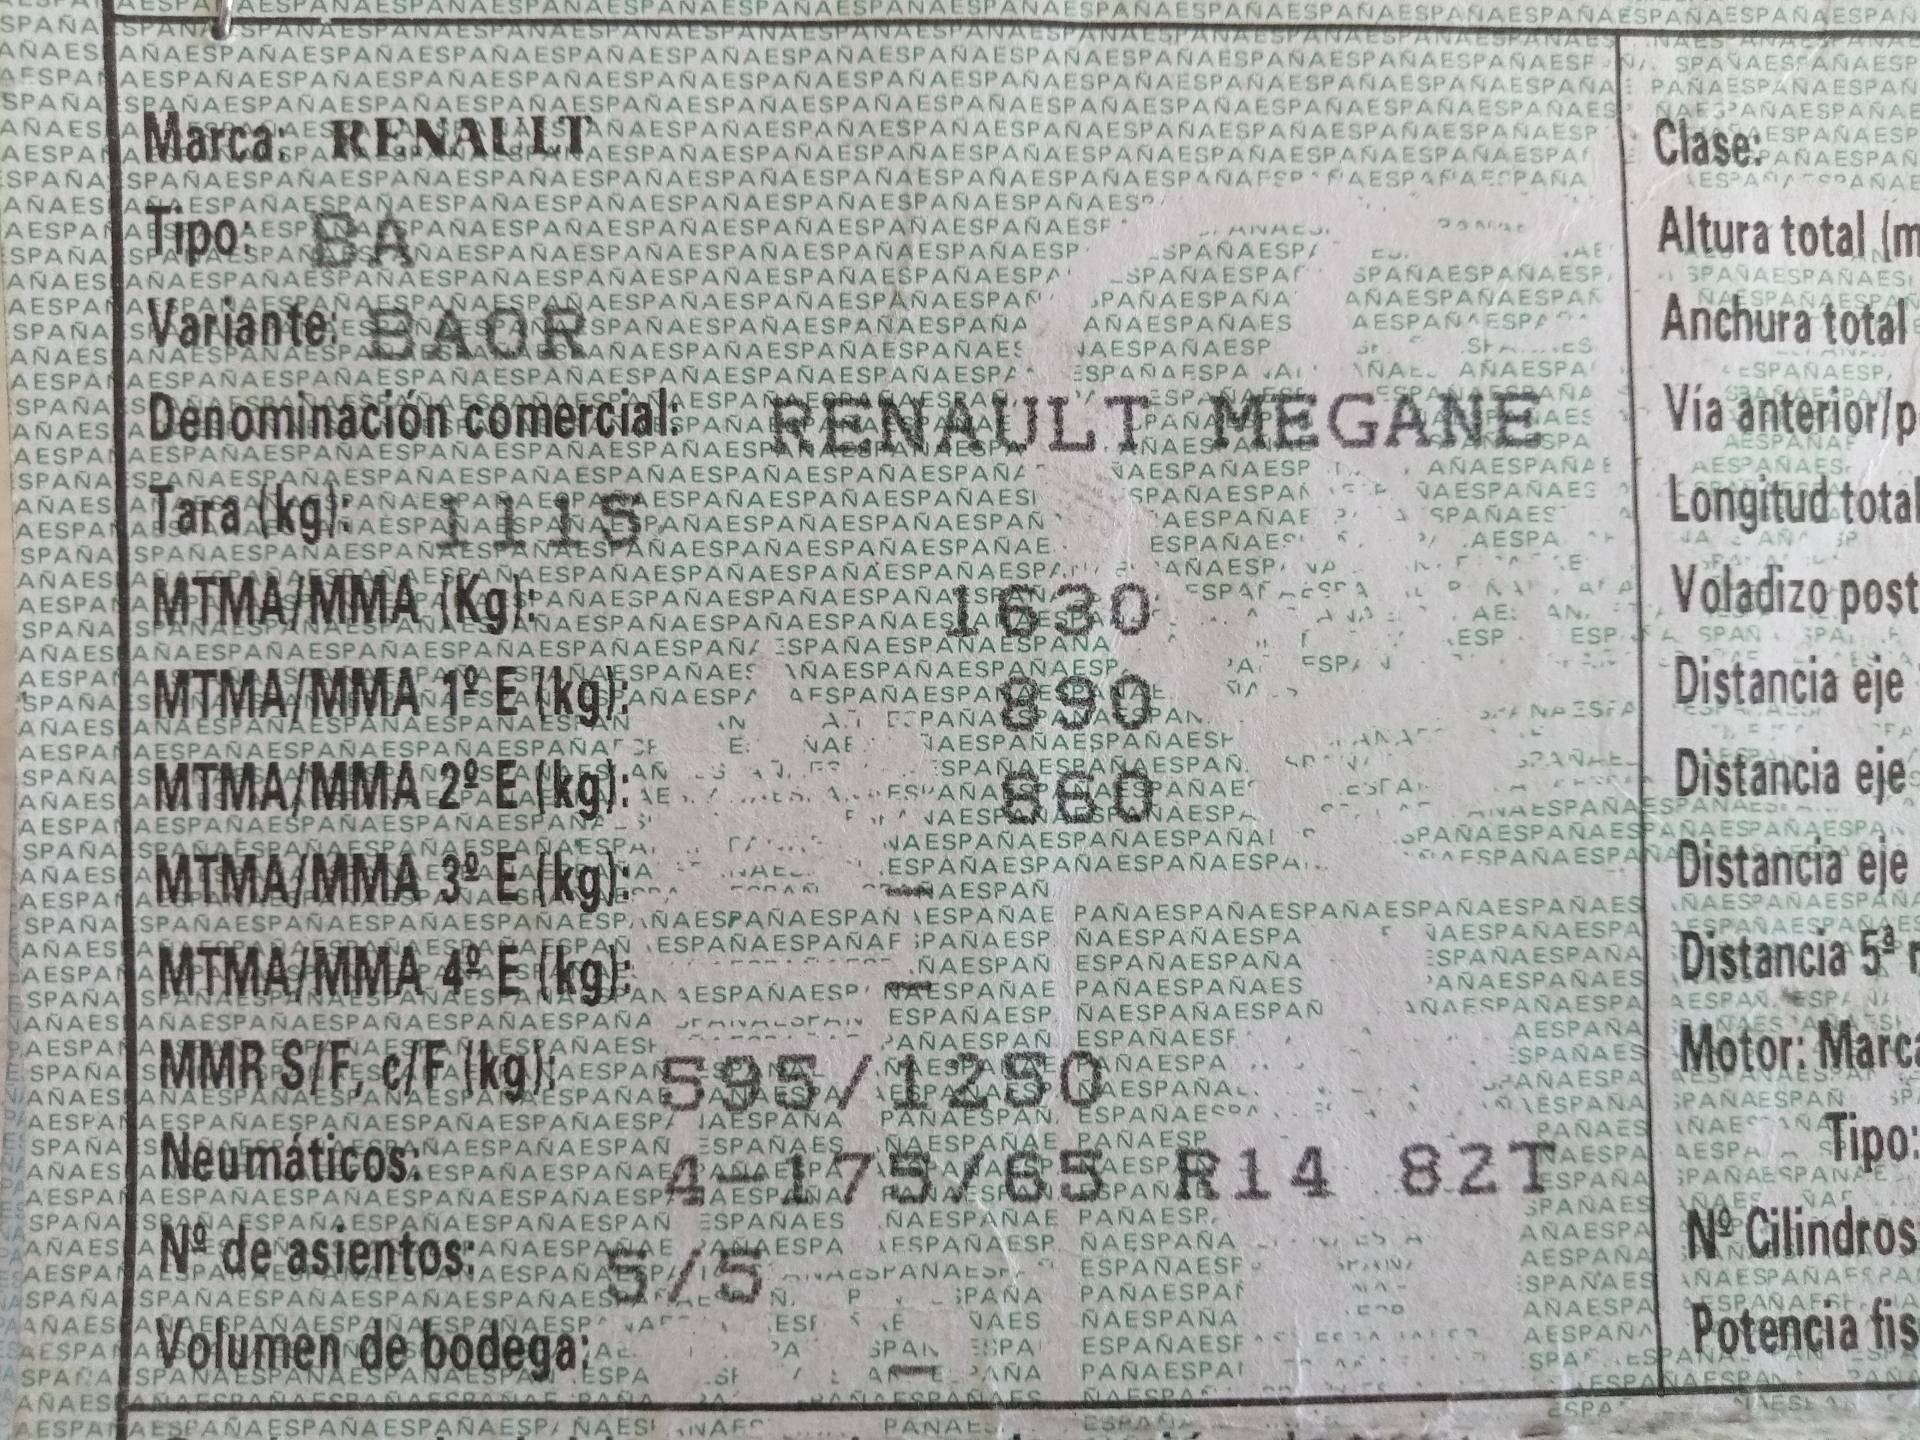 Marca: RENAULT
Tipo: BA
Variante: BAOR
Denominación comercial: RENAULT MEGANE
Tara (kg): 1115
MTMA/MMA (Kg): 1630
MTMA/MMA 1º E (kg): 890
MTMA/MMA 2º E (kg): 860
MTMA/MMA 3º E (kg): —
MTMA/MMA 4º E (kg): —
MMR S/F, c/F (kg): 595/1250
Neumáticos: 4-175/65 R14 82T
Nº de asientos: 5/5
Volumen de bodega: —
Clase:
Altura total (m
Anchura total
Vía anterior/p
Longitud total
Voladizo post
Distancia eje
Distancia eje
Distancia eje
Distancia 5ª r
Motor: Marca
Tipo:
Nº Cilindros:
Potencia fis